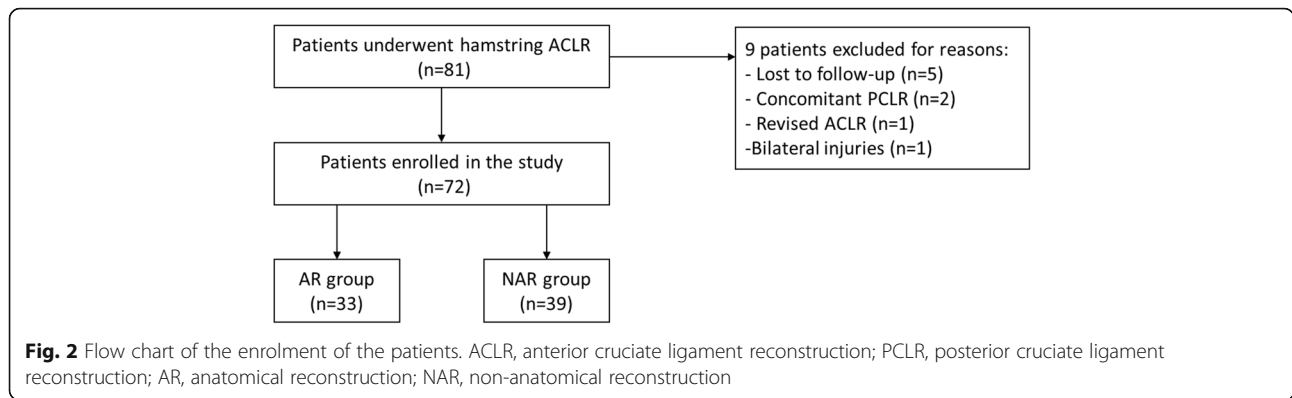 Patients underwent hamstring ACLR
(n=81)
9 patients excluded for reasons:
- Lost to follow-up (n=5)
- Concomitant PCLR (n=2)
- Revised ACLR (n=1)
-Bilateral injuries (n=1)
Patients enrolled in the study
(n=72)
AR group
(n=33)
NAR group
(n=39)
Fig. 2 Flow chart of the enrolment of the patients. ACLR, anterior cruciate ligament reconstruction; PCLR, posterior cruciate ligament
reconstruction; AR, anatomical reconstruction; NAR, non-anatomical reconstruction